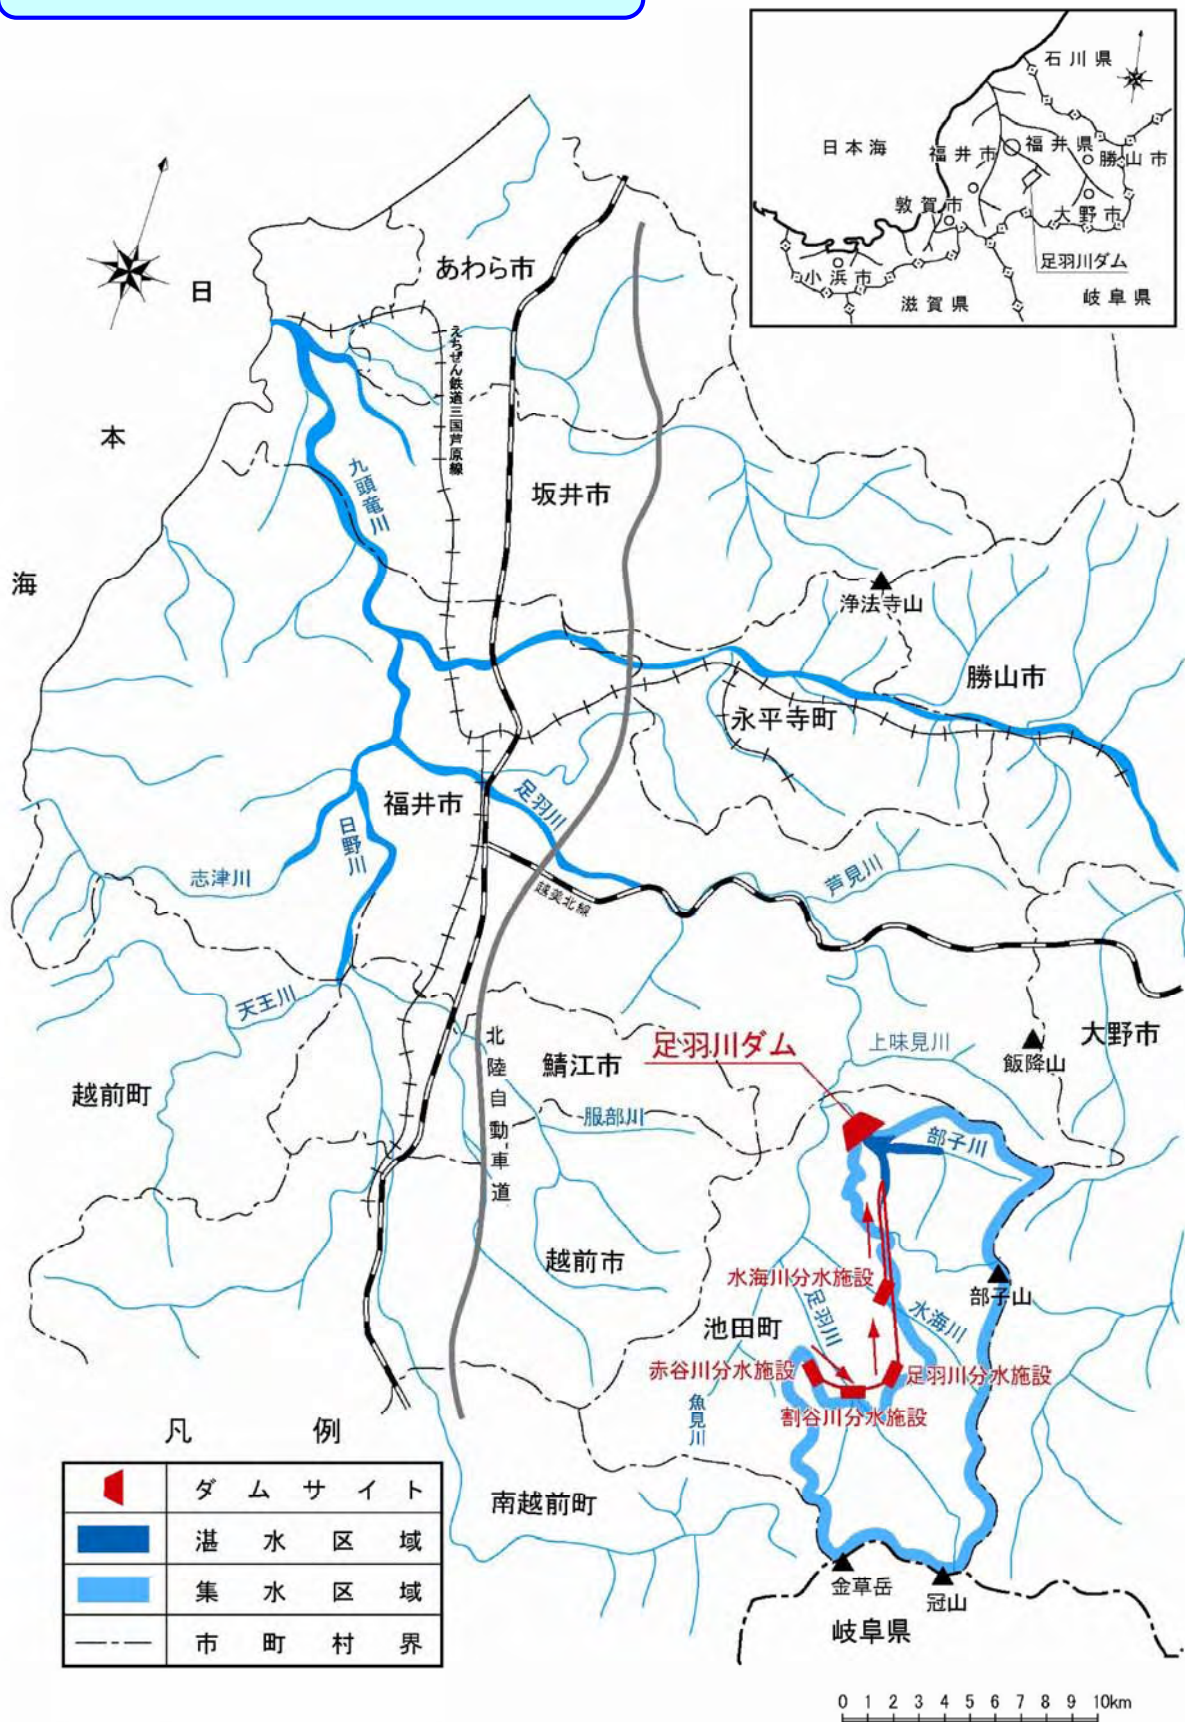 石川県
日本海
福井市
福井県
勝山市
敦賀市
大野市
小浜市
足羽川ダム
滋賀県
岐阜県
日
本
海
あわら市
えちぜん鉄道三国芦原線
九頭竜川
坂井市
浄法寺山
勝山市
永平寺町
福井市
足羽川
日野川
志津川
越美北線
芦見川
天王川
北陸自動車道
鯖江市
足羽川ダム
上味見川
飯降山
大野市
越前町
服部川
部子川
越前市
水海川分水施設
部子山
足羽川
水海川
池田町
赤谷川分水施設
足羽川分水施設
魚見川
割谷川分水施設
南越前町
金草岳
冠山
岐阜県
凡例
ダムサイト
湛水区域
集水区域
市町村界
0 1 2 3 4 5 6 7 8 9 10km